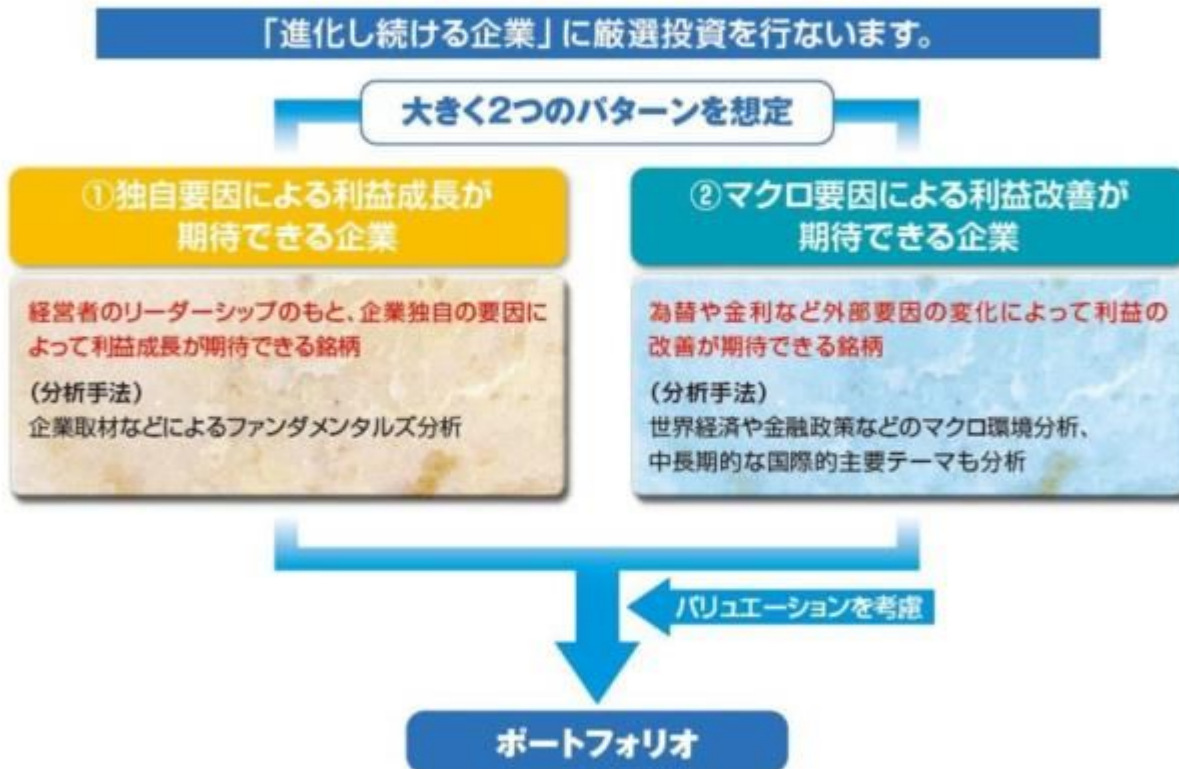 「進化し続ける企業」に厳選投資を行ないます。
大きく2つのパターンを想定
①独自要因による利益成長が
期待できる企業
経営者のリーダーシップのもと、企業独自の要因に
よって利益成長が期待できる銘柄
（分析手法）
企業取材などによるファンダメンタルズ分析
②マクロ要因による利益改善が
期待できる企業
為替や金利など外部要因の変化によって利益の
改善が期待できる銘柄
（分析手法）
世界経済や金融政策などのマクロ環境分析、
中長期的な国際的主要テーマも分析
バリュエーションを考慮
ポートフォリオ